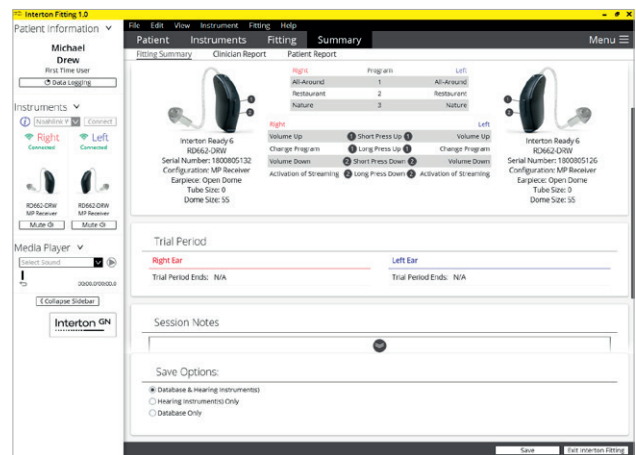 Interton Fitting 1.0
Patient Information
Michael
Drew
First Time User
Data Logging
Instruments
Noahlink Connect
Right Left
Connected Connected
RD662-DRW RD662-DRW
MP Receiver MP Receiver
Mute Mute
Media Player
Select Sound
00:00.0/00:00.0
Collapse Sidebar
Interton GN
File Edit View Instrument Fitting Help
Patient Instruments Fitting Summary Menu
Fitting Summary Clinician Report Patient Report
Right Program Left
All-Around 1 All-Around
Restaurant 2 Restaurant
Nature 3 Nature
1
2
1
2
Right Left
Volume Up 1 Short Press Up 1 Volume Up
Change Program 1 Long Press Up 1 Change Program
Volume Down 2 Short Press Down 2 Volume Down
Activation of Streaming 2 Long Press Down 2 Activation of Streaming
Interton Ready 6
RD662-DRW
Serial Number: 1800805132
Configuration: MP Receiver
Earpiece: Open Dome
Tube Size: 0
Dome Size: 55
Interton Ready 6
RD662-DRW
Serial Number: 1800805126
Configuration: MP Receiver
Earpiece: Open Dome
Tube Size: 0
Dome Size: 55
Trial Period
Right Ear Left Ear
Trial Period Ends: N/A Trial Period Ends: N/A
Session Notes
Save Options:
Database & Hearing Instrument(s)
Hearing Instrument(s) Only
Database Only
Save Exit Interton Fitting